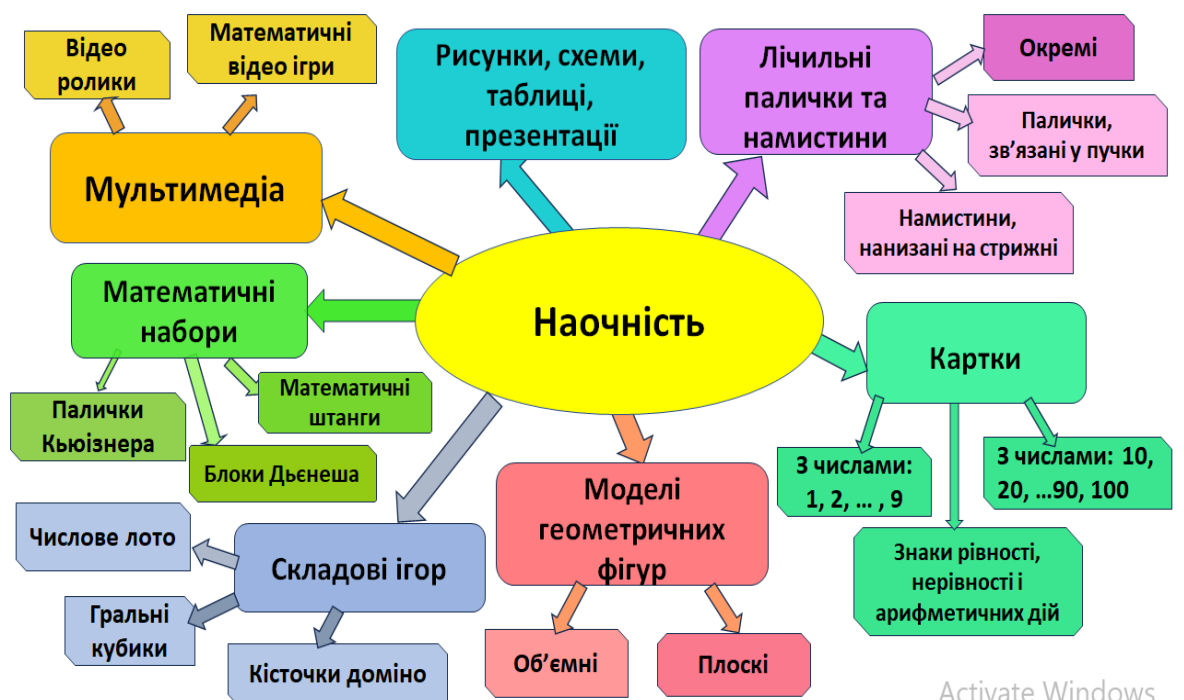 Відео
ролики
Математичні
відео ігри
Мультимедіа
Рисунки, схеми,
таблиці,
презентації
Лічильні
палички та
намистини
Окремі
Палички,
зв’язані у пучки
Намистини,
нанизані на стрижні
Наочність
Математичні
набори
Палички
Кьюізнера
Блоки Дьєнеша
Математичні
штанги
Картки
З числами:
1, 2, ... , 9
Знаки рівності,
нерівності і
арифметичних дій
З числами: 10,
20, ...90, 100
Складові ігор
Числове лото
Гральні
кубики
Кісточки доміно
Моделі
геометричних
фігур
Об’ємні
Плоскі
Activate Windows